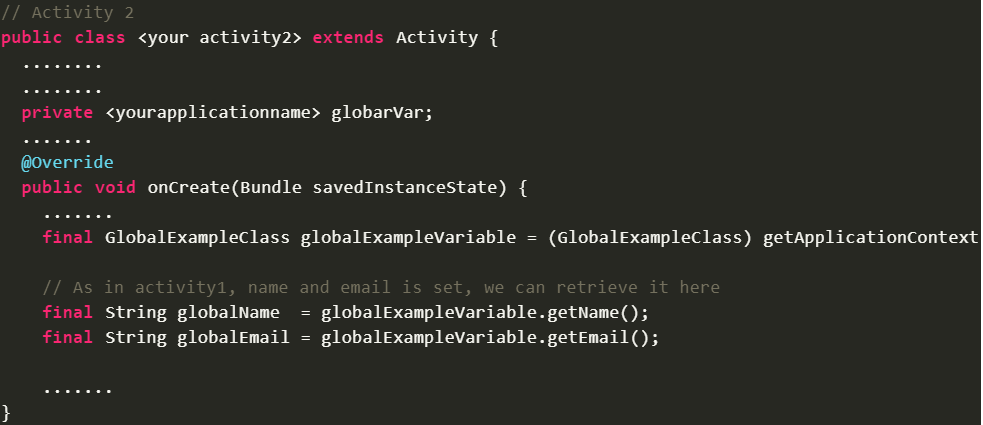 // Activity 2
public class <your activity2> extends Activity {
  ........
  ........
  private <yourapplicationname> globarVar;
  .......
  @Override
  public void onCreate(Bundle savedInstanceState) {
    .......
    final GlobalExampleClass globalExampleVariable = (GlobalExampleClass) getApplicationContext

    // As in activity1, name and email is set, we can retrieve it here
    final String globalName  = globalExampleVariable.getName();
    final String globalEmail = globalExampleVariable.getEmail();

    .......
}